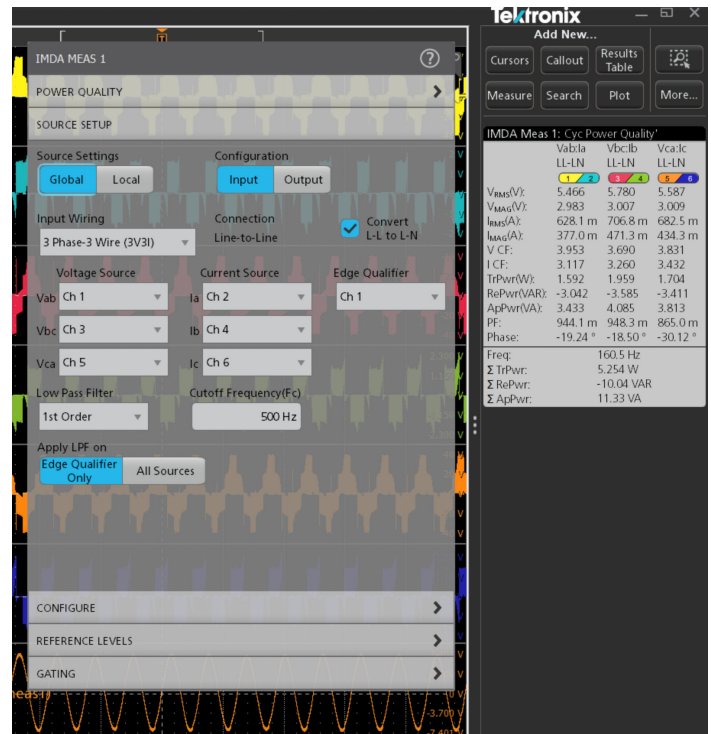 Tektronix
Add New...
Cursors Callout Results Table
Measure Search Plot More...
IMDA MEAS 1
POWER QUALITY
SOURCE SETUP
Source Settings Configuration
Global Local Input Output
Input Wiring Connection
3 Phase-3 Wire (3V3I) Line-to-Line Convert L-L to L-N
Voltage Source Current Source Edge Qualifier
Vab Ch 1 Ia Ch 2 Ch 1
Vbc Ch 3 Ib Ch 4
Vca Ch 5 Ic Ch 6
Low Pass Filter Cutoff Frequency(Fc)
1st Order 500 Hz
Apply LPF on
Edge Qualifier Only All Sources
CONFIGURE
REFERENCE LEVELS
GATING
-3.700 V
-7.401 V
IMDA Meas 1: Cyc Power Quality'
Vab:Ia Vbc:Ib Vca:Ic
LL-LN LL-LN LL-LN
1 2 3 4 5 6
VRMS(V): 5.466 5.780 5.587
VMAG(V): 2.983 3.007 3.009
IRMS(A): 628.1 m 706.8 m 682.5 m
IMAG(A): 377.0 m 471.3 m 434.3 m
V CF: 3.953 3.690 3.831
I CF: 3.117 3.260 3.432
TrPwr(W): 1.592 1.959 1.704
RePwr(VAR): -3.042 -3.585 -3.411
ApPwr(VA): 3.433 4.085 3.813
PF: 944.1 m 948.3 m 865.0 m
Phase: -19.24 ° -18.50 ° -30.12 °
Freq: 160.5 Hz
Σ TrPwr: 5.254 W
Σ RePwr: -10.04 VAR
Σ ApPwr: 11.33 VA